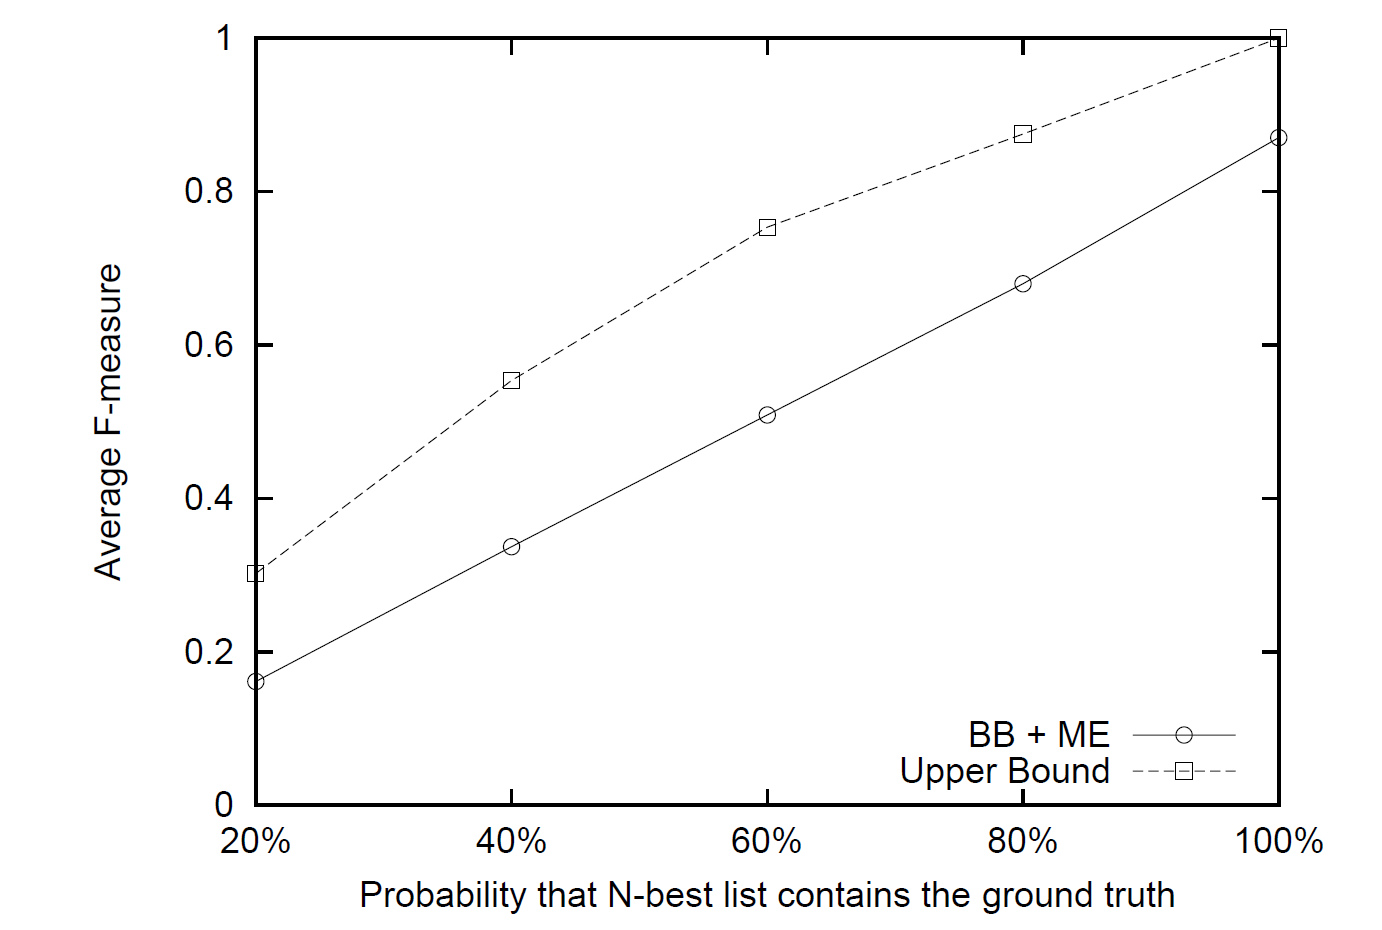 1
0.8
0.6
0.4
0.2
0
Average F-measure
20% 40% 60% 80% 100%
Probability that N-best list contains the ground truth
BB + ME
Upper Bound